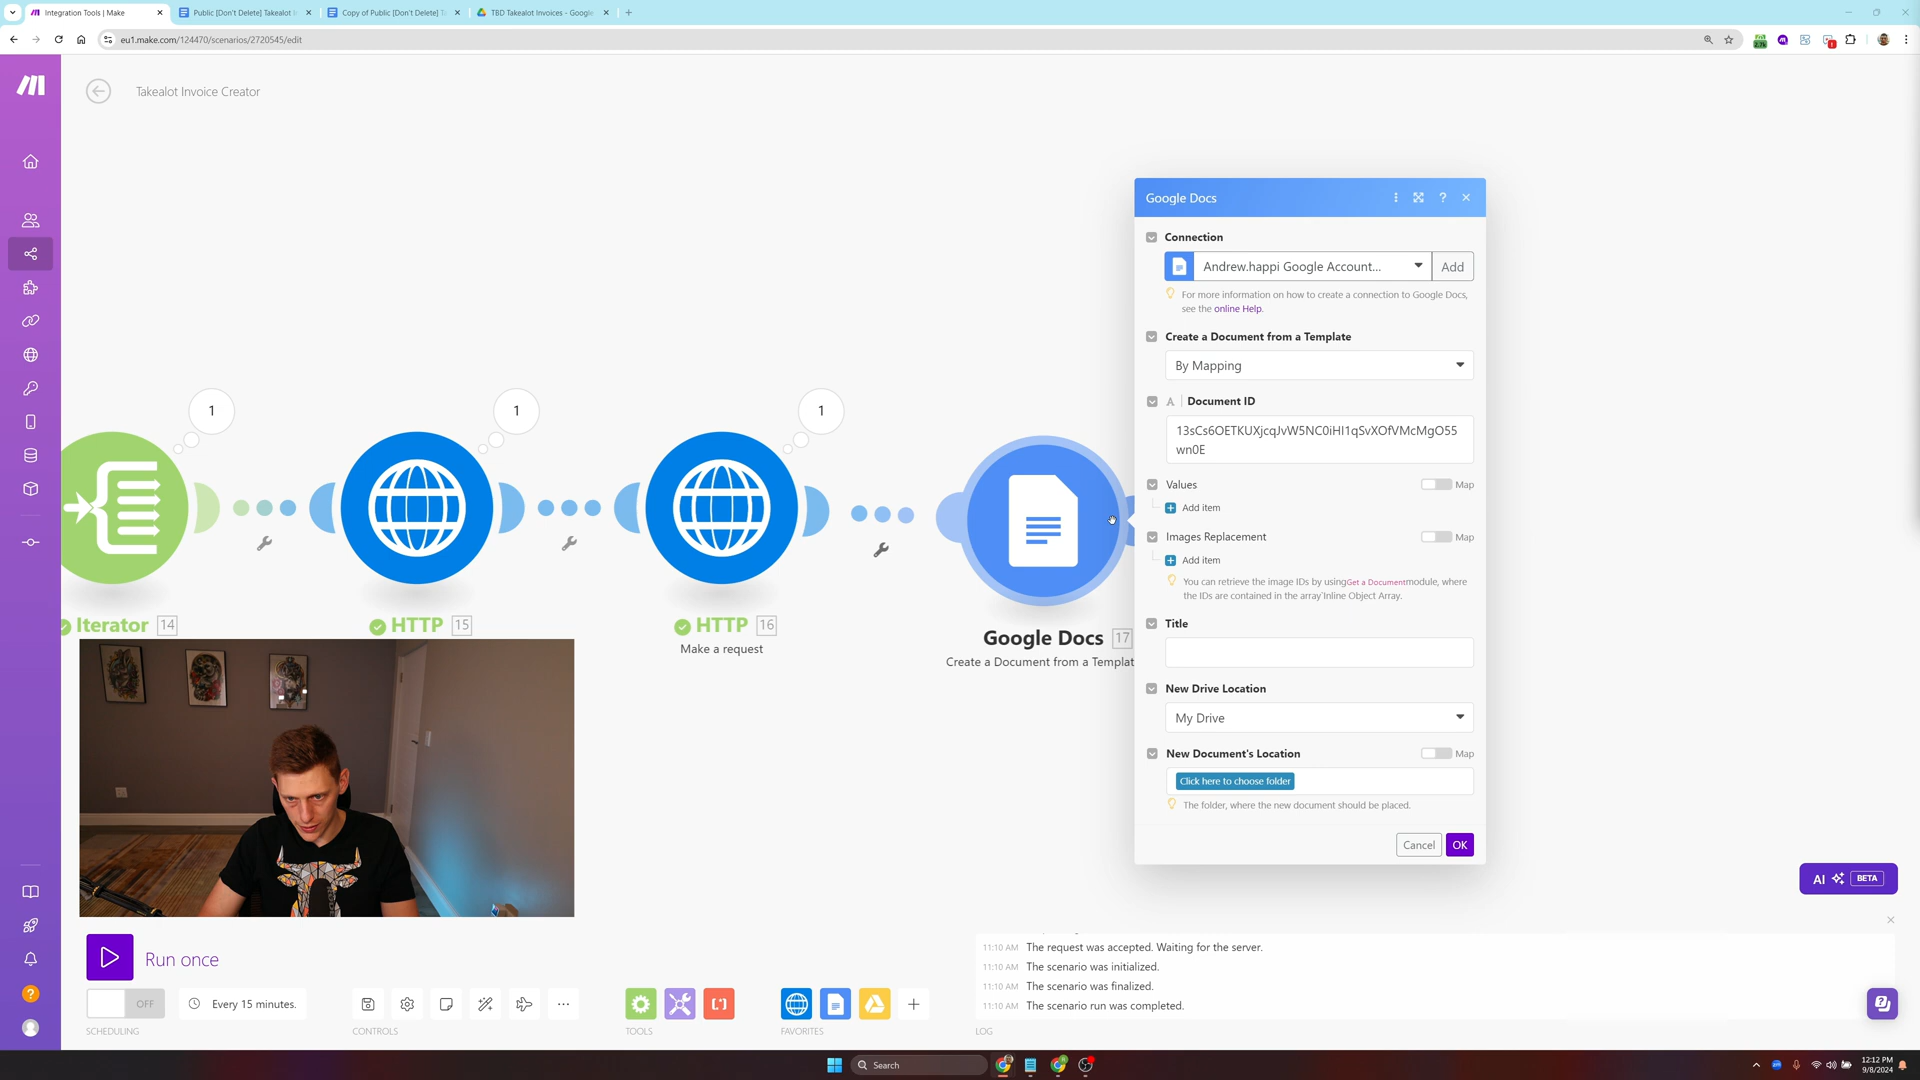 Integration Tools | Make
Public [Don't Delete] Takealot I
Copy of Public [Don't Delete] T
TBD Takealot Invoices - Google
eu1.make.com/124470/scenarios/2720545/edit
Takealot Invoice Creator
Google Docs
Connection
Andrew.happi Google Account...
Add
For more information on how to create a connection to Google Docs,
see the online Help.
Create a Document from a Template
By Mapping
A Document ID
13sCs6OETKUXjcqJvW5NC0iHI1qSvXOfVMcMgO55
wn0E
Values
Map
Add item
Images Replacement
Map
Add item
You can retrieve the image IDs by usingGet a Documentmodule, where
the IDs are contained in the array`Inline Object Array.
Title
New Drive Location
My Drive
New Document's Location
Map
Click here to choose folder
The folder, where the new document should be placed.
Cancel
OK
1
1
1
Iterator 14
HTTP 15
HTTP 16
Make a request
Google Docs 17
Create a Document from a Templat
AI BETA
Run once
OFF
Every 15 minutes.
SCHEDULING
CONTROLS
TOOLS
FAVORITES
LOG
11:10 AM The request was accepted. Waiting for the server.
11:10 AM The scenario was initialized.
11:10 AM The scenario was finalized.
11:10 AM The scenario run was completed.
Search
12:12 PM
9/8/2024